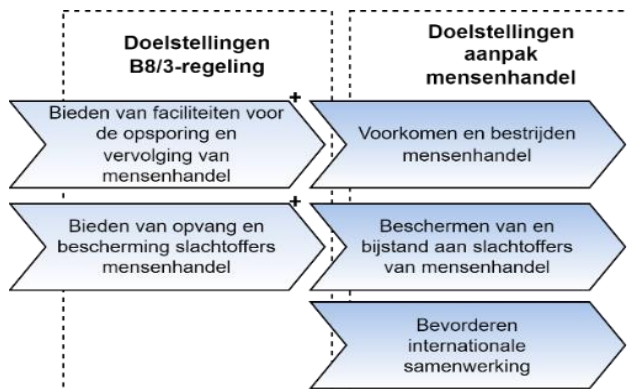 Doelstellingen
B8/3-regeling
Doelstellingen
aanpak
mensenhandel
+
Bieden van faciliteiten voor
de opsporing en
vervolging van
mensenhandel
Voorkomen en bestrijden
mensenhandel
+
Bieden van opvang en
bescherming slachtoffers
mensenhandel
Beschermen van en
bijstand aan slachtoffers
van mensenhandel
Bevorderen
internationale
samenwerking